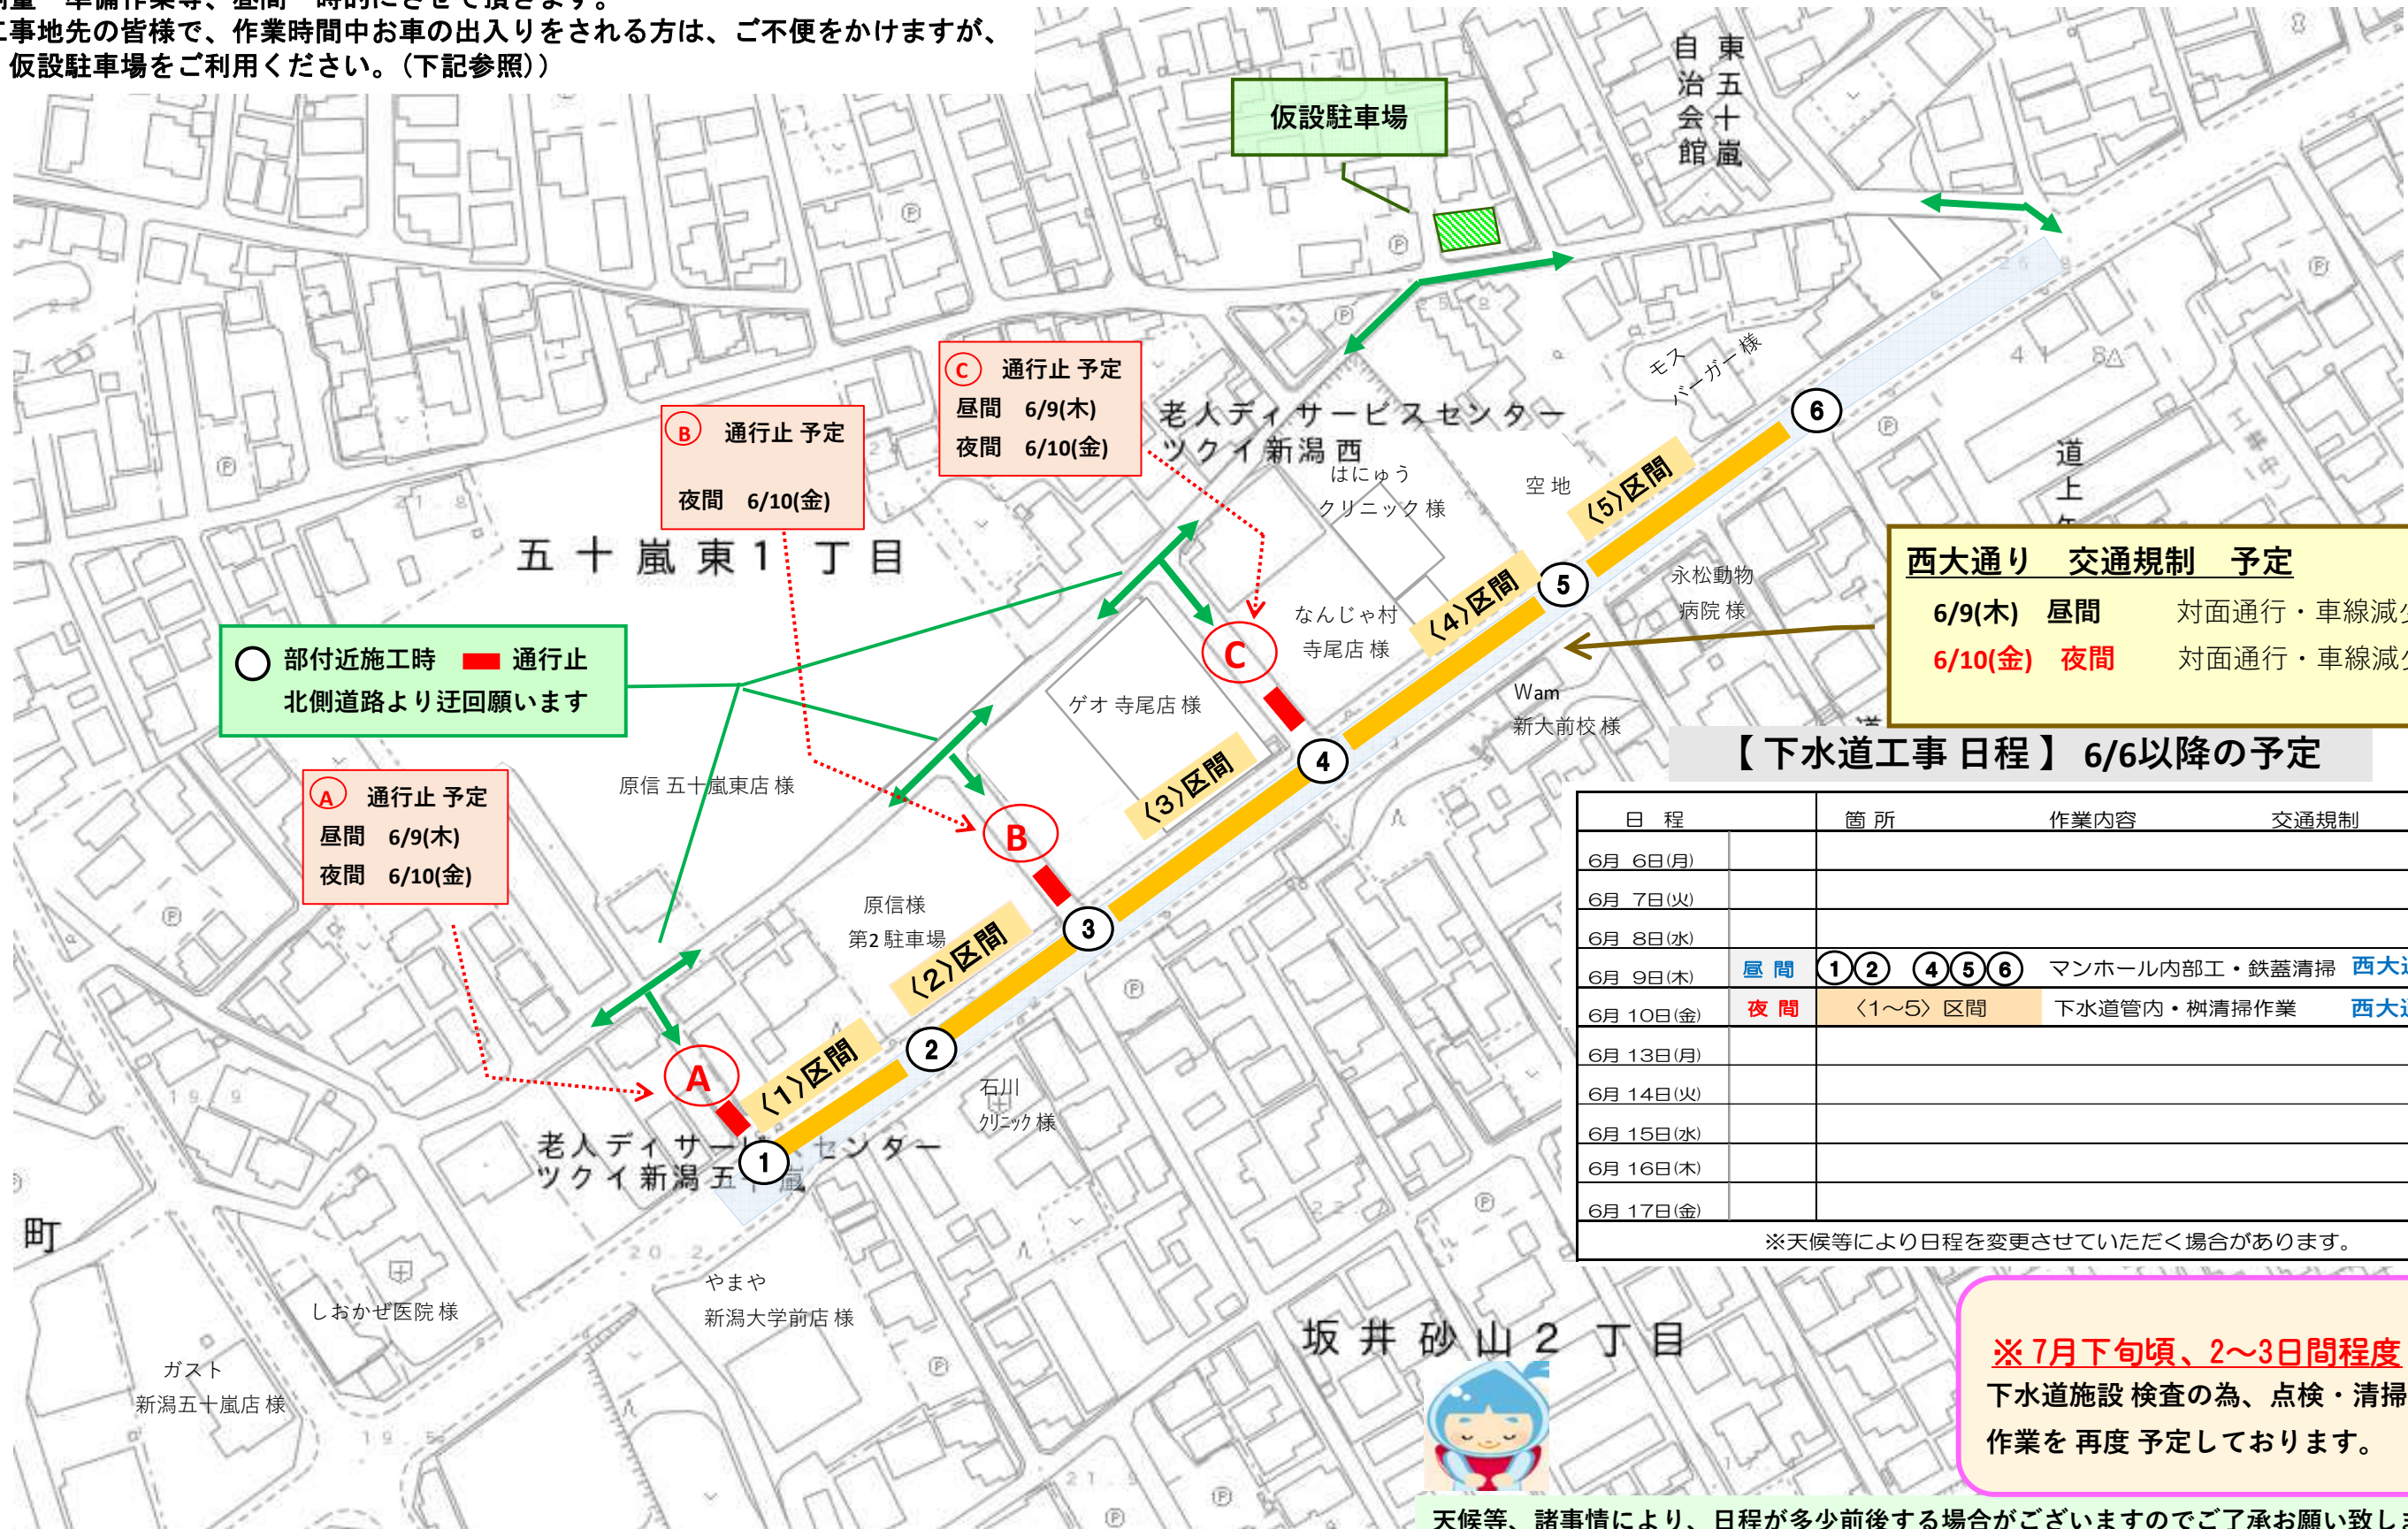 準備作業等、昼間一時的にさせて頂きます。
工事地先の皆様で、作業時間中お車の出入りをされる方は、ご不便をかけますが、
仮設駐車場をご利用ください。(下記参照))
仮設駐車場
東五十嵐
自治会館
C 通行止 予定
昼間 6/9(木)
夜間 6/10(金)
B 通行止 予定
夜間 6/10(金)
老人ディサービスセンター
ツクイ新潟西
はにゅう
クリニック 様
空 地
モス
バーガー 様
6
〈5〉区間
道上
五十嵐東1丁目
〈4〉区間
5
永松動物
病院 様
西大通り 交通規制 予定
6/9(木) 昼間 対面通行・車線減
6/10(金) 夜間 対面通行・車線減
部付近施工時 通行止
北側道路より迂回願います
C
なんじゃ村
寺尾店 様
Wam
新大前校 様
ゲオ 寺尾店 様
〈3〉区間
4
原信 五十嵐東店 様
A 通行止 予定
昼間 6/9(木)
夜間 6/10(金)
B
原信様
第2 駐車場
〈2〉区間
3
【 下水道工事 日程 】 6/6以降の予定
日 程 箇 所 作業内容 交通規制
6月 6日(月)
6月 7日(火)
6月 8日(水)
6月 9日(木) 昼 間 ①② ④⑤⑥ マンホール内部工・鉄蓋清掃 西大
6月 10日(金) 夜 間 〈1～5〉 区間 下水道管内・桝清掃作業 西大
6月 13日(月)
6月 14日(火)
6月 15日(水)
6月 16日(木)
6月 17日(金)
※天候等により日程を変更させていただく場合があります。
A
〈1〉区間
2
石川
クリニック 様
老人ディサービスセンター
ツクイ新潟五十嵐
1
19.9
20.2
町
しおかぜ医院 様
やまや
新潟大学前店 様
ガスト
新潟五十嵐店 様
坂井砂山2丁目
※ 7月下旬頃、2～3日間程度
下水道施設 検査の為、点検・清掃
作業を 再度 予定しております。
天候等、諸事情により、日程が多少前後する場合がございますのでご了承お願い致し